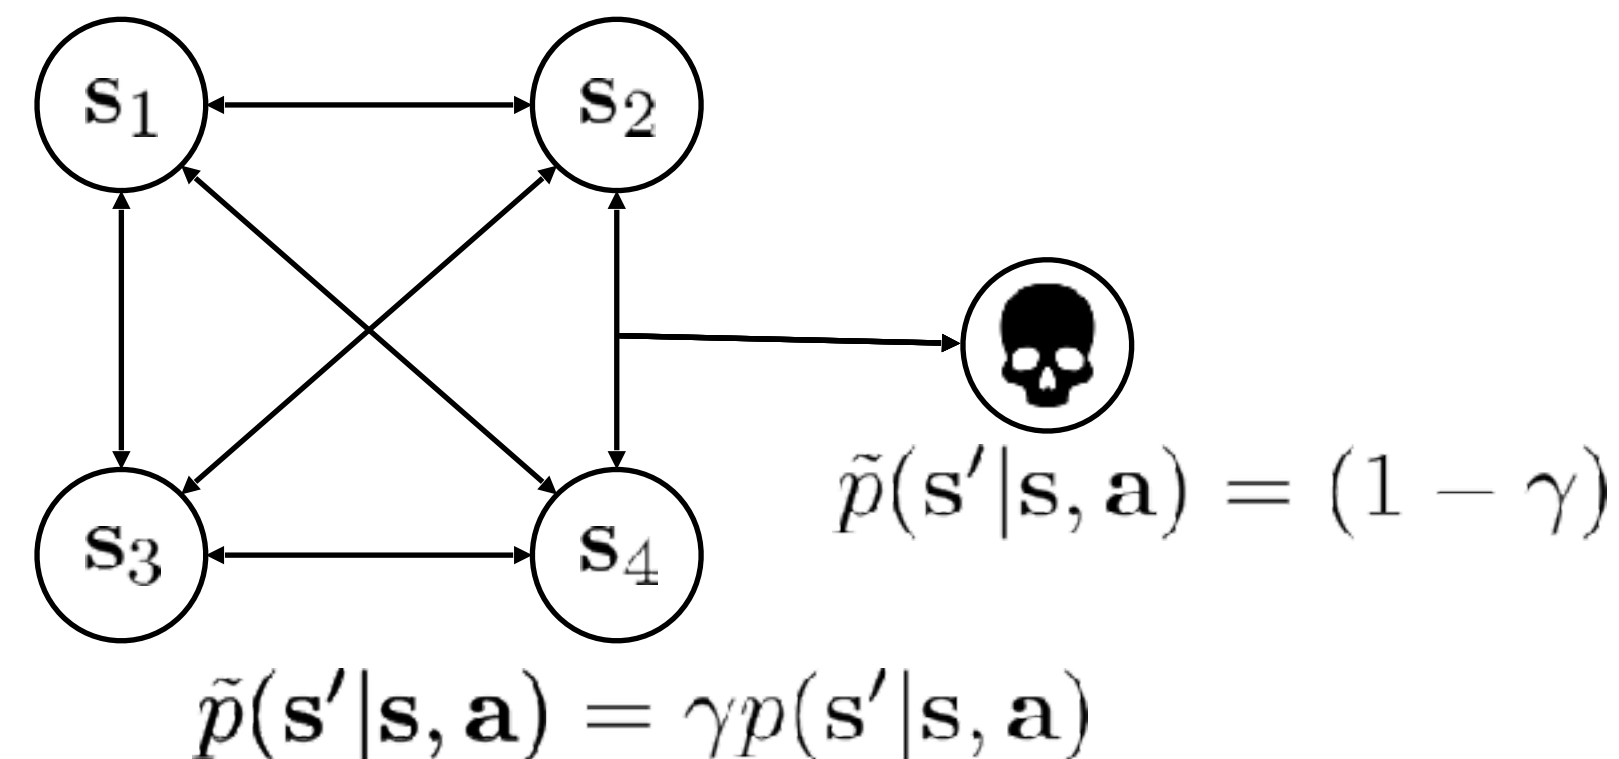 s₁
s₂
s₃
s₄
p̃(s′|s, a) = (1 − γ)
p̃(s′|s, a) = γp(s′|s, a)